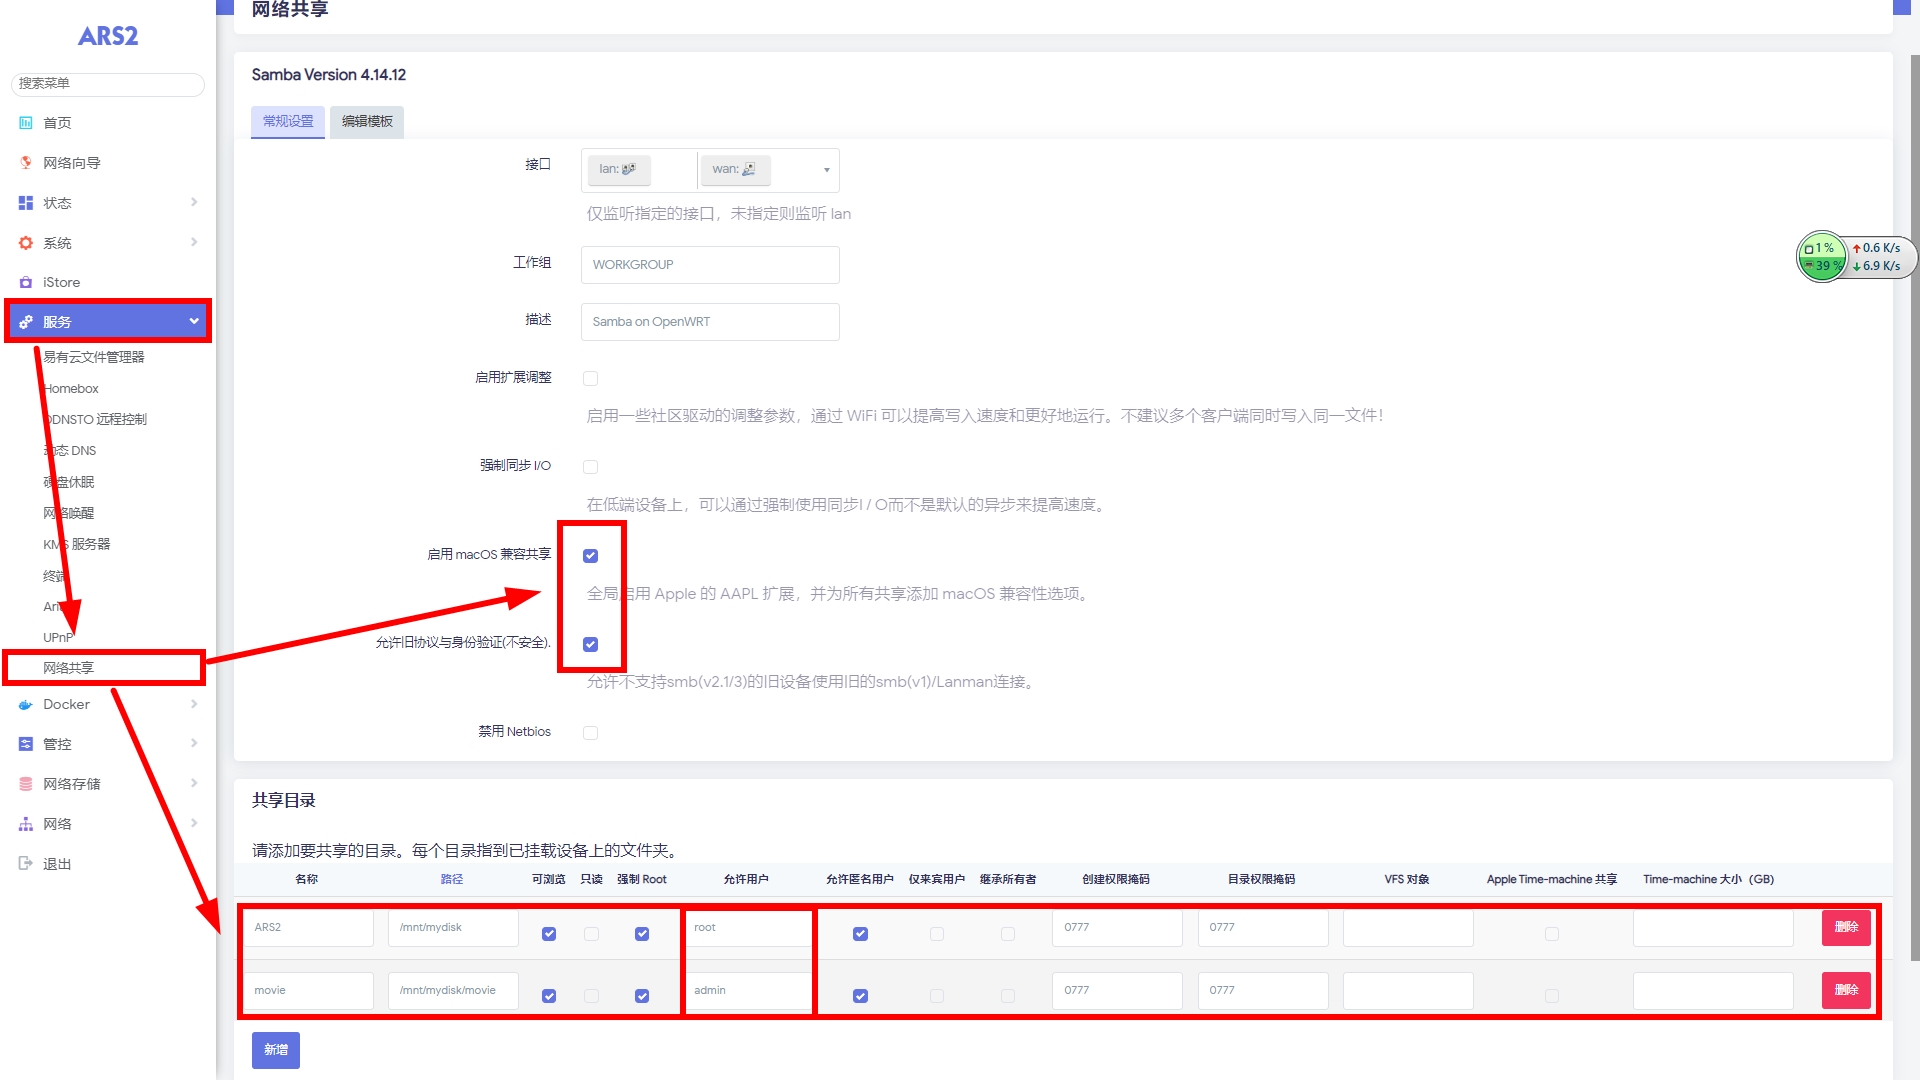 网络共享
ARS2
搜索菜单
首页
网络向导
状态
系统
iStore
服务
易有云文件管理器
Homebox
DDNSTO 远程控制
动态 DNS
硬盘休眠
网络唤醒
KMS 服务器
终端
UPnP
网络共享
Docker
管控
网络存储
网络
退出
Samba Version 4.14.12
常规设置
编辑模板
接口
lan:
wan:
仅监听指定的接口，未指定则监听 lan
工作组
WORKGROUP
描述
Samba on OpenWRT
启用扩展调整
启用一些社区驱动的调整参数，通过 WiFi 可以提高写入速度和更好地运行。不建议多个客户端同时写入同一文件！
强制同步 I/O
在低端设备上，可以通过强制使用同步I / O而不是默认的异步来提高速度。
启用 macOS 兼容共享
全局启用 Apple 的 AAPL 扩展，并为所有共享添加 macOS 兼容性选项。
允许旧协议与身份验证(不安全).
允许不支持smb(v2.1/3)的旧设备使用旧的smb(v1)/Lanman连接。
禁用 Netbios
1 %
0.6 K/s
39 %
6.9 K/s
共享目录
请添加要共享的目录。每个目录指到已挂载设备上的文件夹。
名称 路径 可浏览 只读 强制 Root 允许用户 允许匿名用户 仅来宾用户 继承所有者 创建权限掩码 目录权限掩码 VFS 对象 Apple Time-machine 共享 Time-machine 大小（GB）
ARS2 /mnt/mydisk root 0777 0777 删除
movie /mnt/mydisk/movie admin 0777 0777 删除
新增